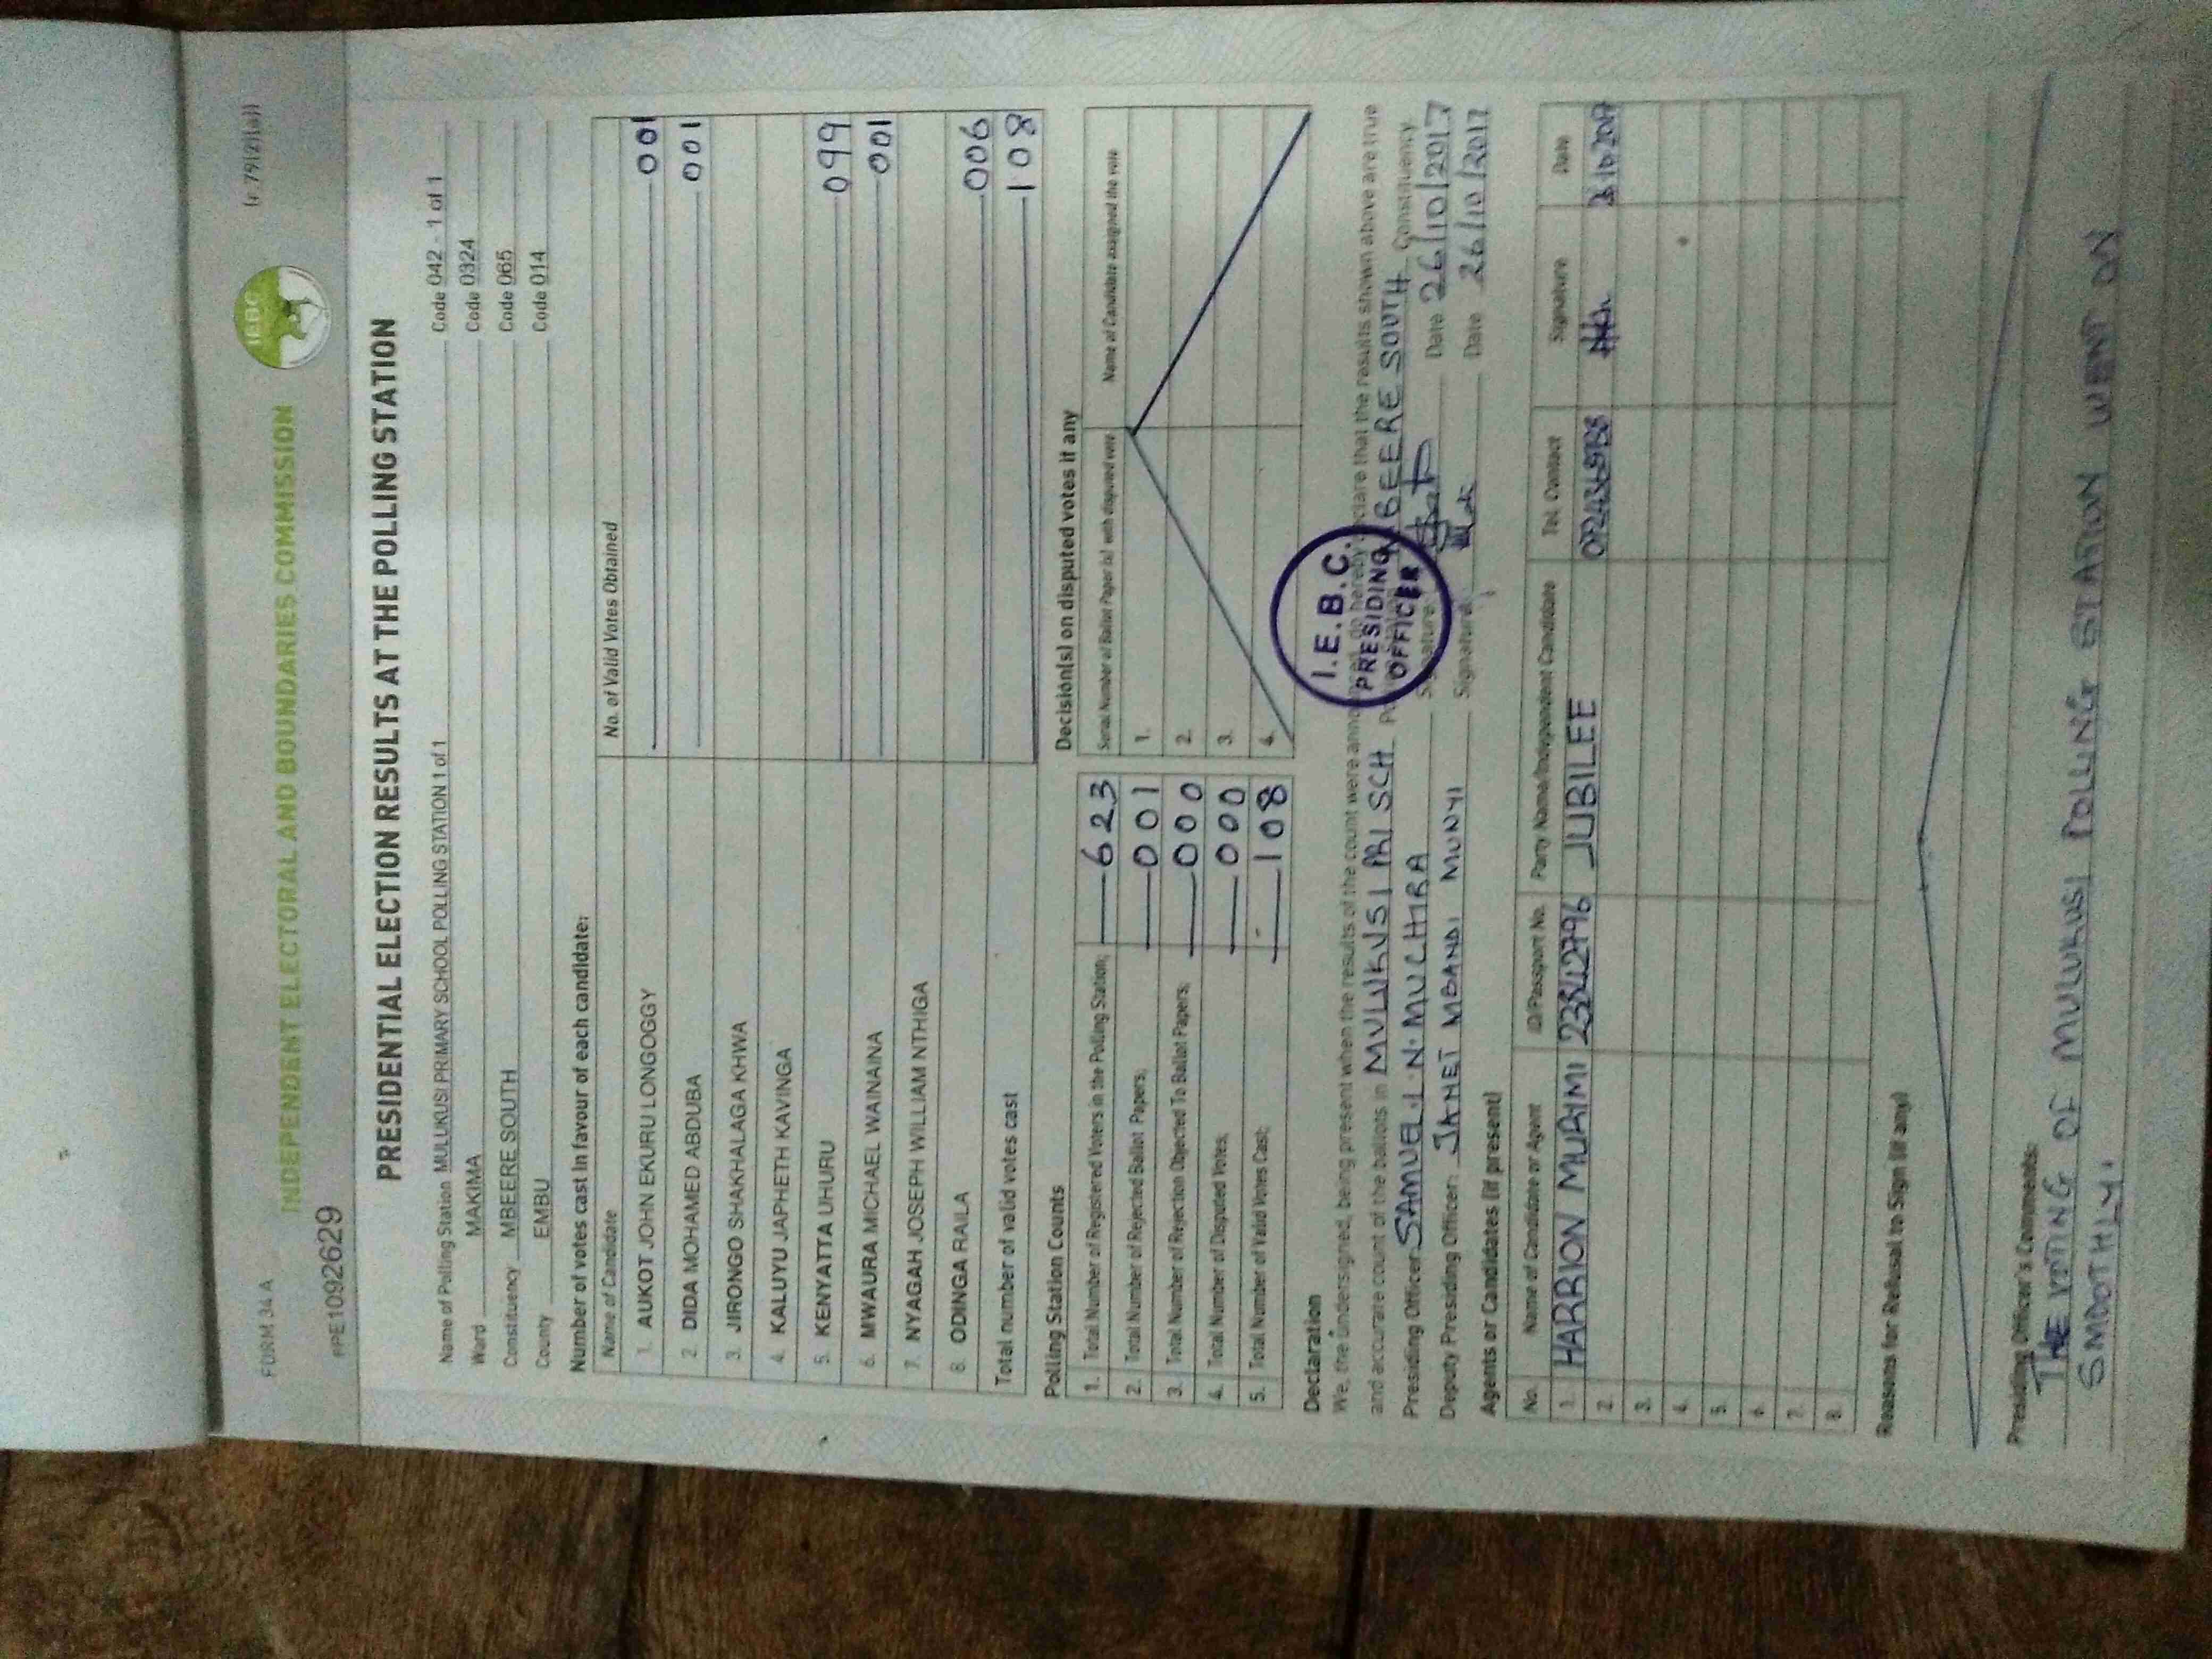 FORM 34 A
(r. 79(2)(a))
INDEPENDENT ELECTORAL AND BOUNDARIES COMMISSION
IEBC
PRESIDENTIAL ELECTION RESULTS AT THE POLLING STATION
Name of Polling Station MULUKUSI PRIMARY SCHOOL POLLING STATION 1 of 1 Code 042 - 1 of 1
Ward MAKIMA Code 0324
Constituency MBEERE SOUTH Code 065
County EMBU Code 014
Number of votes cast in favour of each candidate:
Name of Candidate No. of Valid Votes Obtained
1. AUKOT JOHN EKURU LONGOGGY 001
2. DIDA MOHAMED ABDUBA 001
3. JIRONGO SHAKHALAGA KHWA
4. KALUYU JAPHETH KAVINGA
5. KENYATTA UHURU 099
6. MWAURA MICHAEL WAINAINA 001
7. NYAGAH JOSEPH WILLIAM NTHIGA
8. ODINGA RAILA 006
Total number of valid votes cast 108
Polling Station Counts
1. Total Number of Registered Voters in the Polling Station; 623
2. Total Number of Rejected Ballot Papers; 001
3. Total Number of Rejection Objected To Ballot Papers; 000
4. Total Number of Disputed Votes; 000
5. Total Number of Valid Votes Cast; 108
Decision(s) on disputed votes if any
Serial Number of Ballot Paper (s) with disputed vote Name of Candidate assigned the vote
1.
2.
3.
4.
Declaration
We, the undersigned, being present when the results of the count were do hereby declare that the results shown above are true
and accurate count of the ballots in MULUKUSI PRI SCH MBEERE SOUTH Constituency
I.E.B.C.
PRESIDING
OFFICER
Presiding Officer: SAMUEL N. MUCHIRA Signature Date 26/10/2017
Deputy Presiding Officer: JANET MBANDI MUNYI Signature Date 26/10/2017
Agents or Candidates (if present)
No. Name of Candidate or Agent ID/Passport No. Party Name/Independent Candidate Tel. Contact Signature Date
1. HARRION MURIMI JUBILEE 26/10/2017
2.
3.
4.
5.
6.
7.
8.
Reasons for Refusal to Sign (if any)
Presiding Officer's Comments:
THE VOTING OF MULUKUSI POLLING STATION WENT ON
SMOOTHLY.